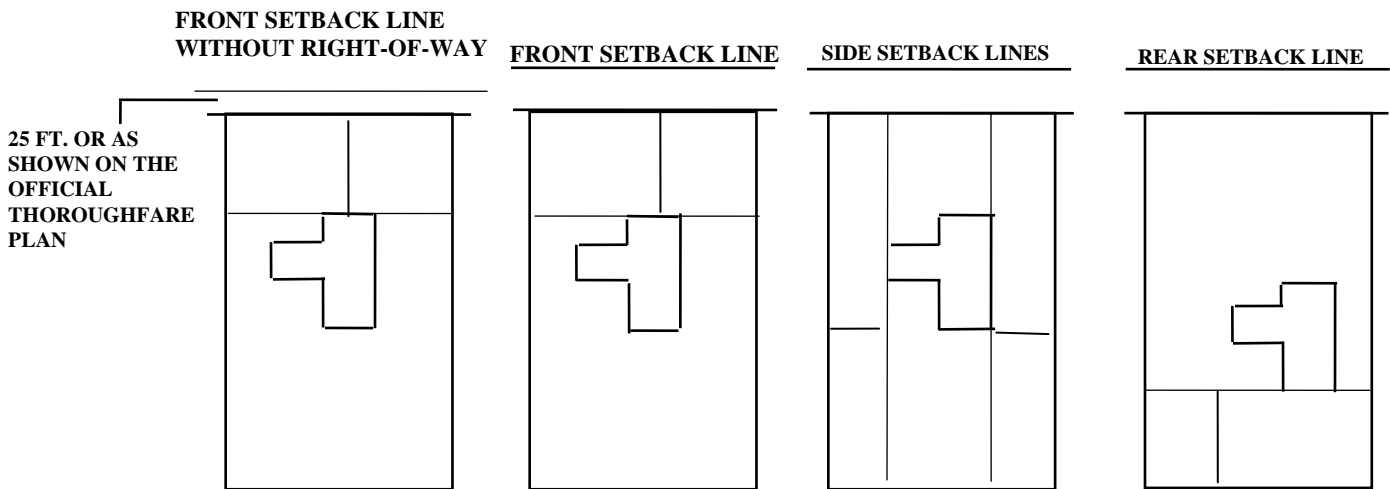 FRONT SETBACK LINE
WITHOUT RIGHT-OF-WAY
FRONT SETBACK LINE
SIDE SETBACK LINES
REAR SETBACK LINE
25 FT. OR AS
SHOWN ON THE
OFFICIAL
THOROUGHFARE
PLAN